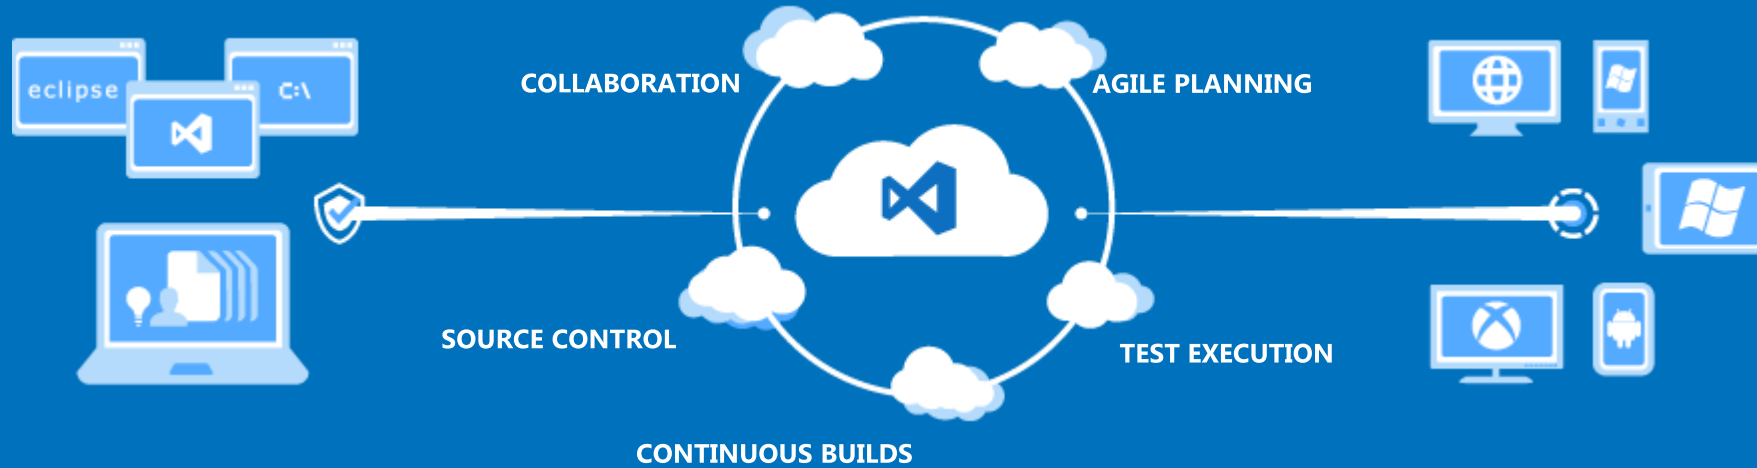 eclipse
C:\
COLLABORATION
AGILE PLANNING
SOURCE CONTROL
TEST EXECUTION
CONTINUOUS BUILDS